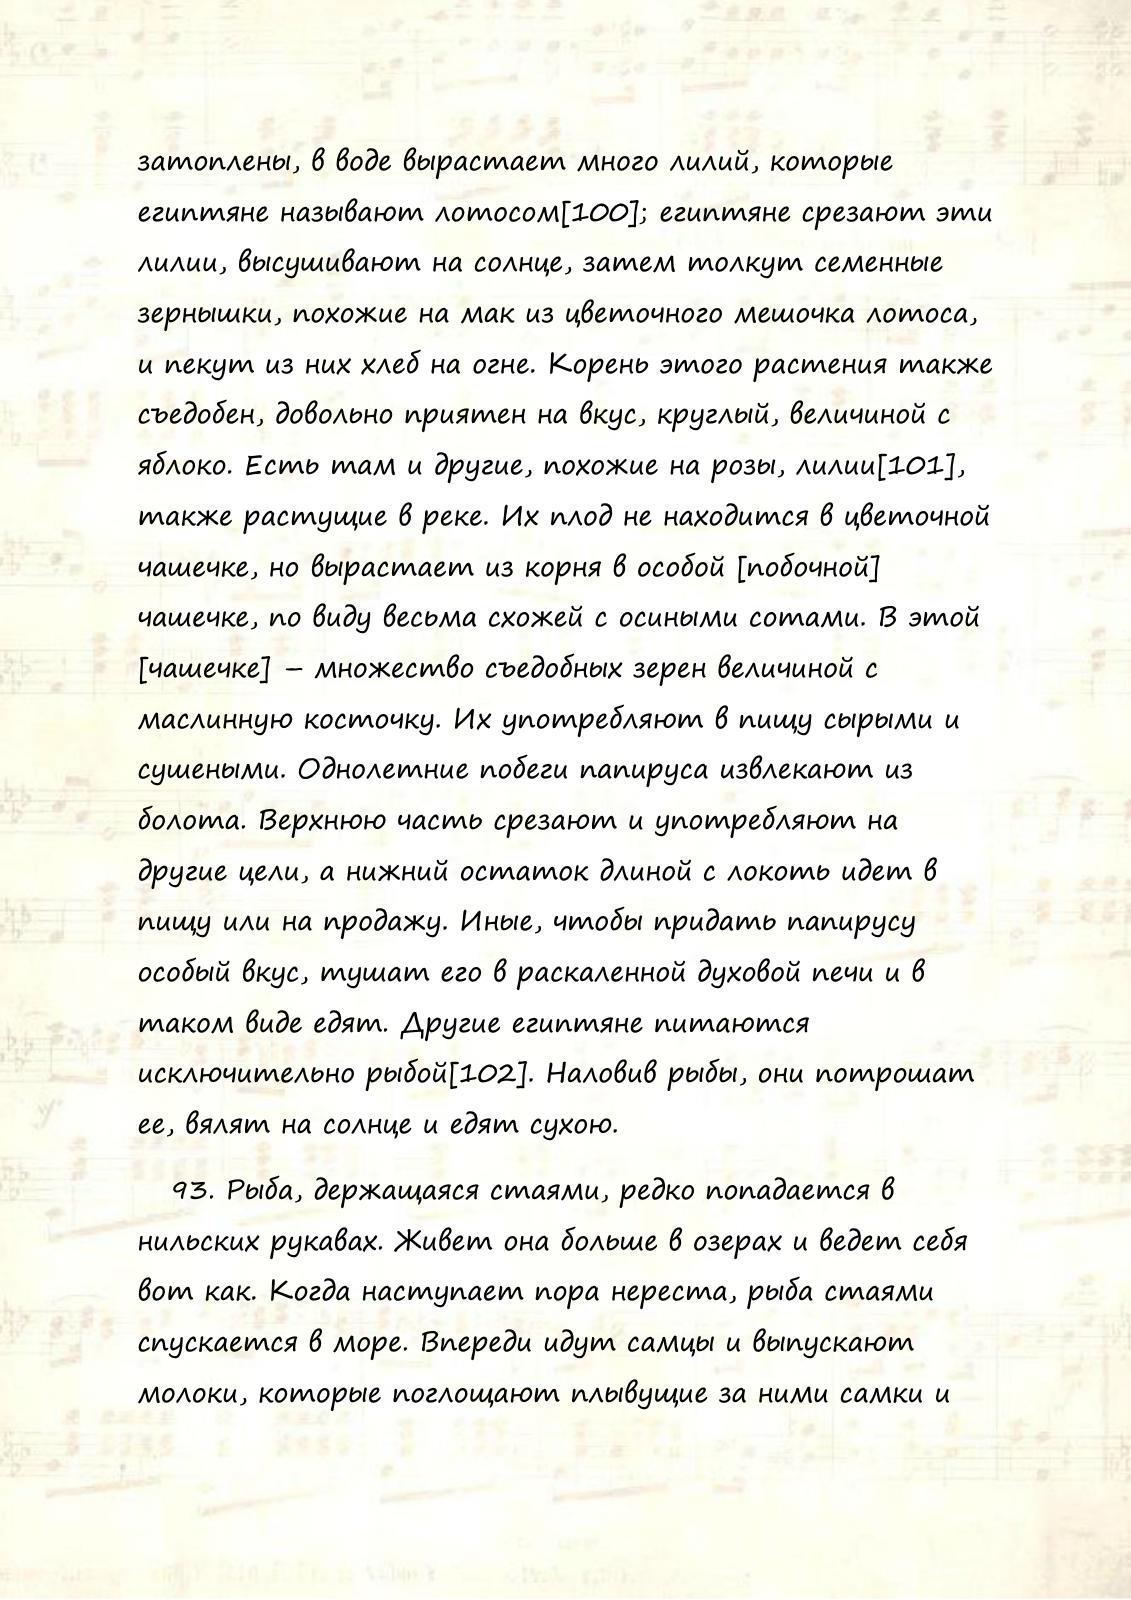 затоплены, в воде вырастает много лилий, которые
египтяне называют лотосом[100]; египтяне срезают эти
лилии, высушивают на солнце, затем толкут семенные
зернышки, похожие на мак из цветочного мешочка лотоса,
и пекут из них хлеб на огне. Корень этого растения также
съедобен, довольно приятен на вкус, круглый, величиной с
яблоко. Есть там и другие, похожие на розы, лилии[101],
также растущие в реке. Их плод не находится в цветочной
чашечке, но вырастает из корня в особой [побочной]
чашечке, по виду весьма схожей с осиными сотами. В этой
[чашечке] – множество съедобных зерен величиной с
маслинную косточку. Их употребляют в пищу сырыми и
сушеными. Однолетние побеги папируса извлекают из
болота. Верхнюю часть срезают и употребляют на
другие цели, а нижний остаток длиной с локоть идет в
пищу или на продажу. Иные, чтобы придать папирусу
особый вкус, тушат его в раскаленной духовой печи и в
таком виде едят. Другие египтяне питаются
исключительно рыбой[102]. Наловив рыбы, они потрошат
ее, вялят на солнце и едят сухою.
93. Рыба, держащаяся стаями, редко попадается в
нильских рукавах. Живет она больше в озерах и ведет себя
вот как. Когда наступает пора нереста, рыба стаями
спускается в море. Впереди идут самцы и выпускают
молоки, которые поглощают плывущие за ними самки и